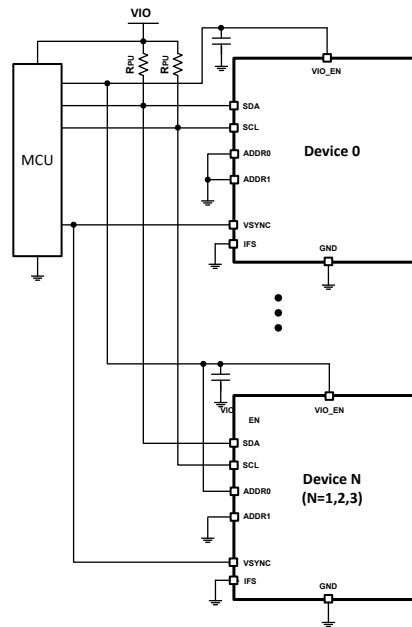 VIO
RPU
RPU
MCU
VIO_EN
SDA
SCL
ADDR0
ADDR1
Device 0
VSYNC
IFS
GND
VIO
VIO_EN
EN
SDA
SCL
ADDR0
ADDR1
Device N
(N=1,2,3)
VSYNC
IFS
GND